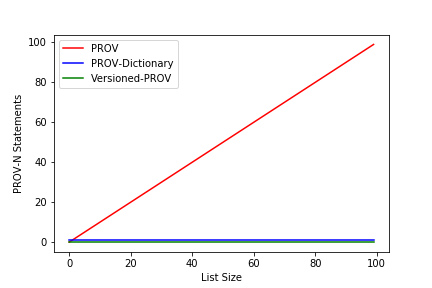 100
80
60
40
20
0
PROV-N Statements
PROV
PROV-Dictionary
Versioned-PROV
0 20 40 60 80 100
List Size